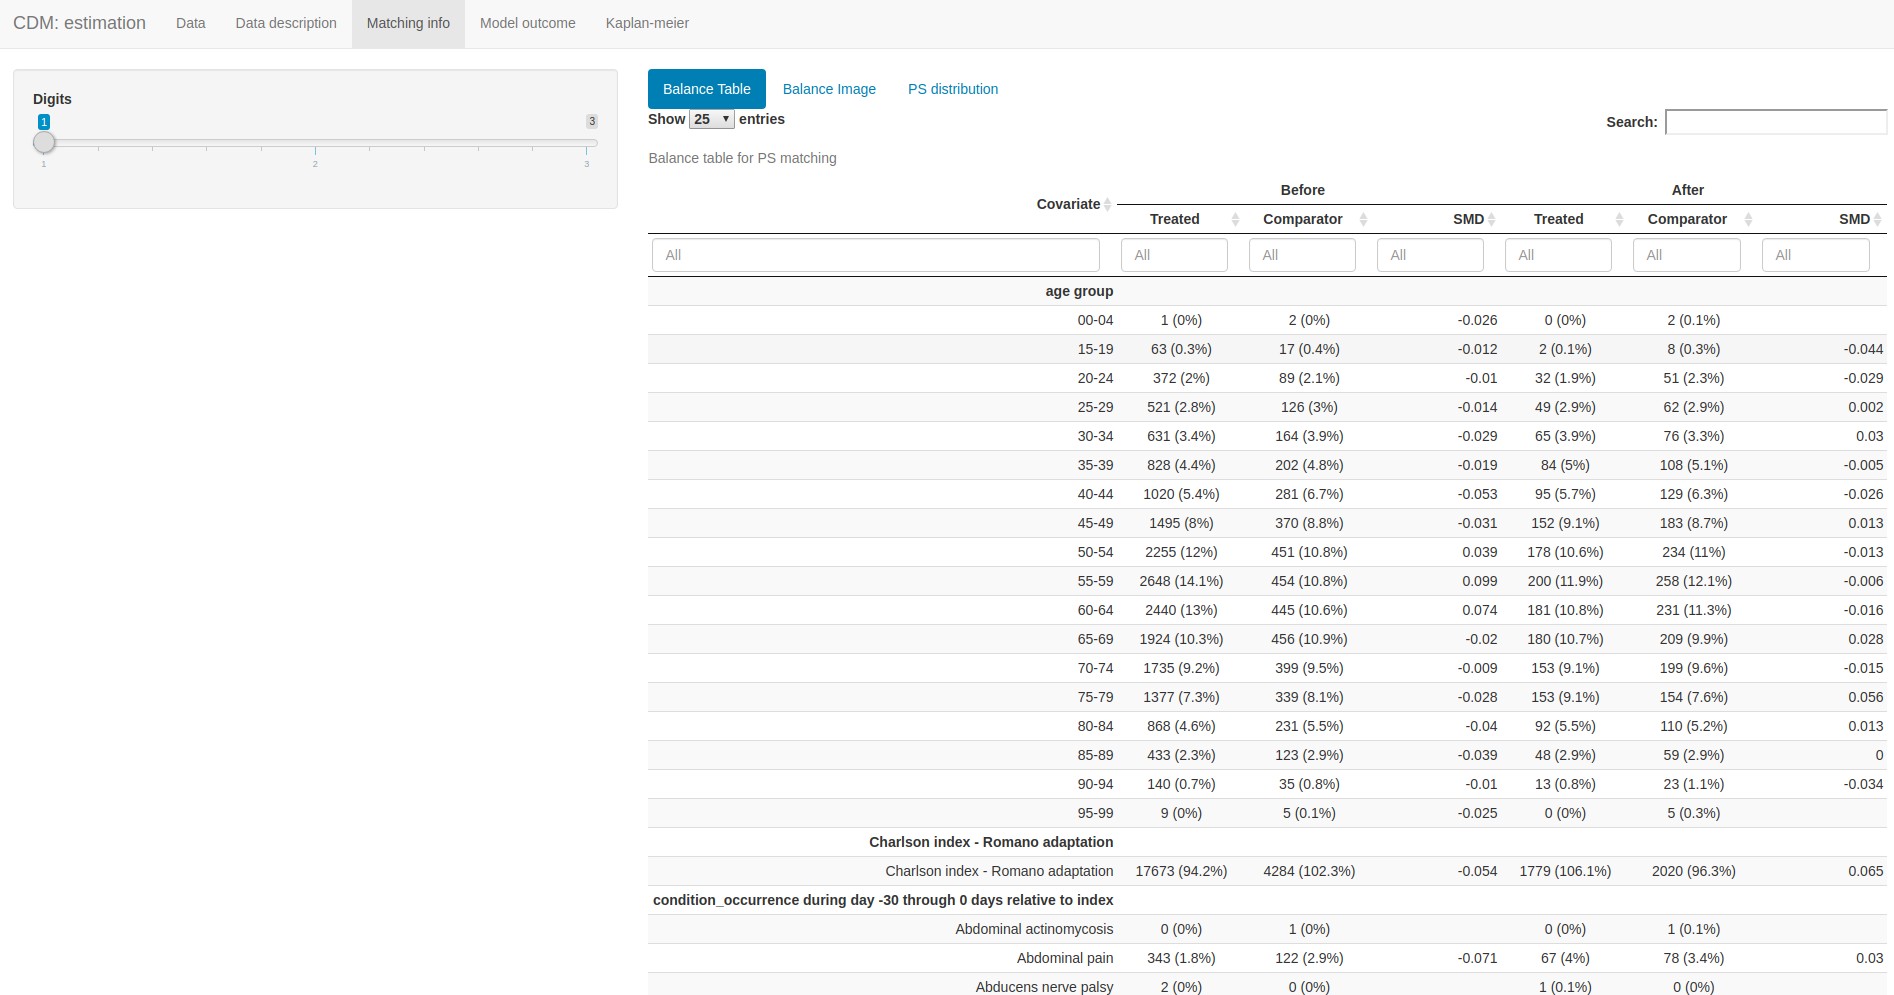 CDM: estimation Data Data description Matching info Model outcome Kaplan-meier
Digits
1 3
1 2 3
Balance Table Balance Image PS distribution
Show 25 entries
Search:
Balance table for PS matching
Before After
Covariate
Treated Comparator SMD Treated Comparator SMD
All All All All All All All
age group
00-04 1 (0%) 2 (0%) -0.026 0 (0%) 2 (0.1%)
15-19 63 (0.3%) 17 (0.4%) -0.012 2 (0.1%) 8 (0.3%) -0.044
20-24 372 (2%) 89 (2.1%) -0.01 32 (1.9%) 51 (2.3%) -0.029
25-29 521 (2.8%) 126 (3%) -0.014 49 (2.9%) 62 (2.9%) 0.002
30-34 631 (3.4%) 164 (3.9%) -0.029 65 (3.9%) 76 (3.3%) 0.03
35-39 828 (4.4%) 202 (4.8%) -0.019 84 (5%) 108 (5.1%) -0.005
40-44 1020 (5.4%) 281 (6.7%) -0.053 95 (5.7%) 129 (6.3%) -0.026
45-49 1495 (8%) 370 (8.8%) -0.031 152 (9.1%) 183 (8.7%) 0.013
50-54 2255 (12%) 451 (10.8%) 0.039 178 (10.6%) 234 (11%) -0.013
55-59 2648 (14.1%) 454 (10.8%) 0.099 200 (11.9%) 258 (12.1%) -0.006
60-64 2440 (13%) 445 (10.6%) 0.074 181 (10.8%) 231 (11.3%) -0.016
65-69 1924 (10.3%) 456 (10.9%) -0.02 180 (10.7%) 209 (9.9%) 0.028
70-74 1735 (9.2%) 399 (9.5%) -0.009 153 (9.1%) 199 (9.6%) -0.015
75-79 1377 (7.3%) 339 (8.1%) -0.028 153 (9.1%) 154 (7.6%) 0.056
80-84 868 (4.6%) 231 (5.5%) -0.04 92 (5.5%) 110 (5.2%) 0.013
85-89 433 (2.3%) 123 (2.9%) -0.039 48 (2.9%) 59 (2.9%) 0
90-94 140 (0.7%) 35 (0.8%) -0.01 13 (0.8%) 23 (1.1%) -0.034
95-99 9 (0%) 5 (0.1%) -0.025 0 (0%) 5 (0.3%)
Charlson index - Romano adaptation
Charlson index - Romano adaptation 17673 (94.2%) 4284 (102.3%) -0.054 1779 (106.1%) 2020 (96.3%) 0.065
condition_occurrence during day -30 through 0 days relative to index
Abdominal actinomycosis 0 (0%) 1 (0%) 0 (0%) 1 (0.1%)
Abdominal pain 343 (1.8%) 122 (2.9%) -0.071 67 (4%) 78 (3.4%) 0.03
Abducens nerve palsy 2 (0%) 0 (0%) 1 (0.1%) 0 (0%)